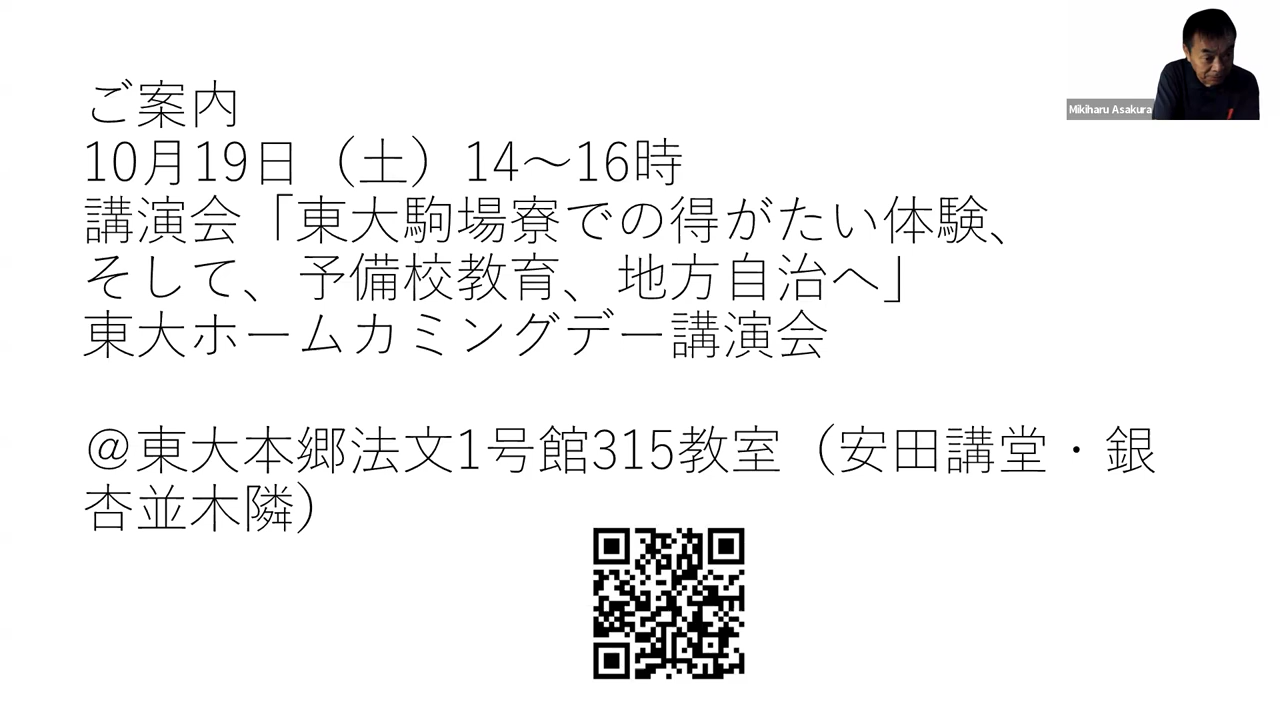 ご案内
10月19日（土）14～16時
講演会「東大駒場寮での得がたい体験、
そして、予備校教育、地方自治へ」
東大ホームカミングデー講演会
＠東大本郷法文1号館315教室（安田講堂・銀
杏並木隣）
Mikiharu Asakura